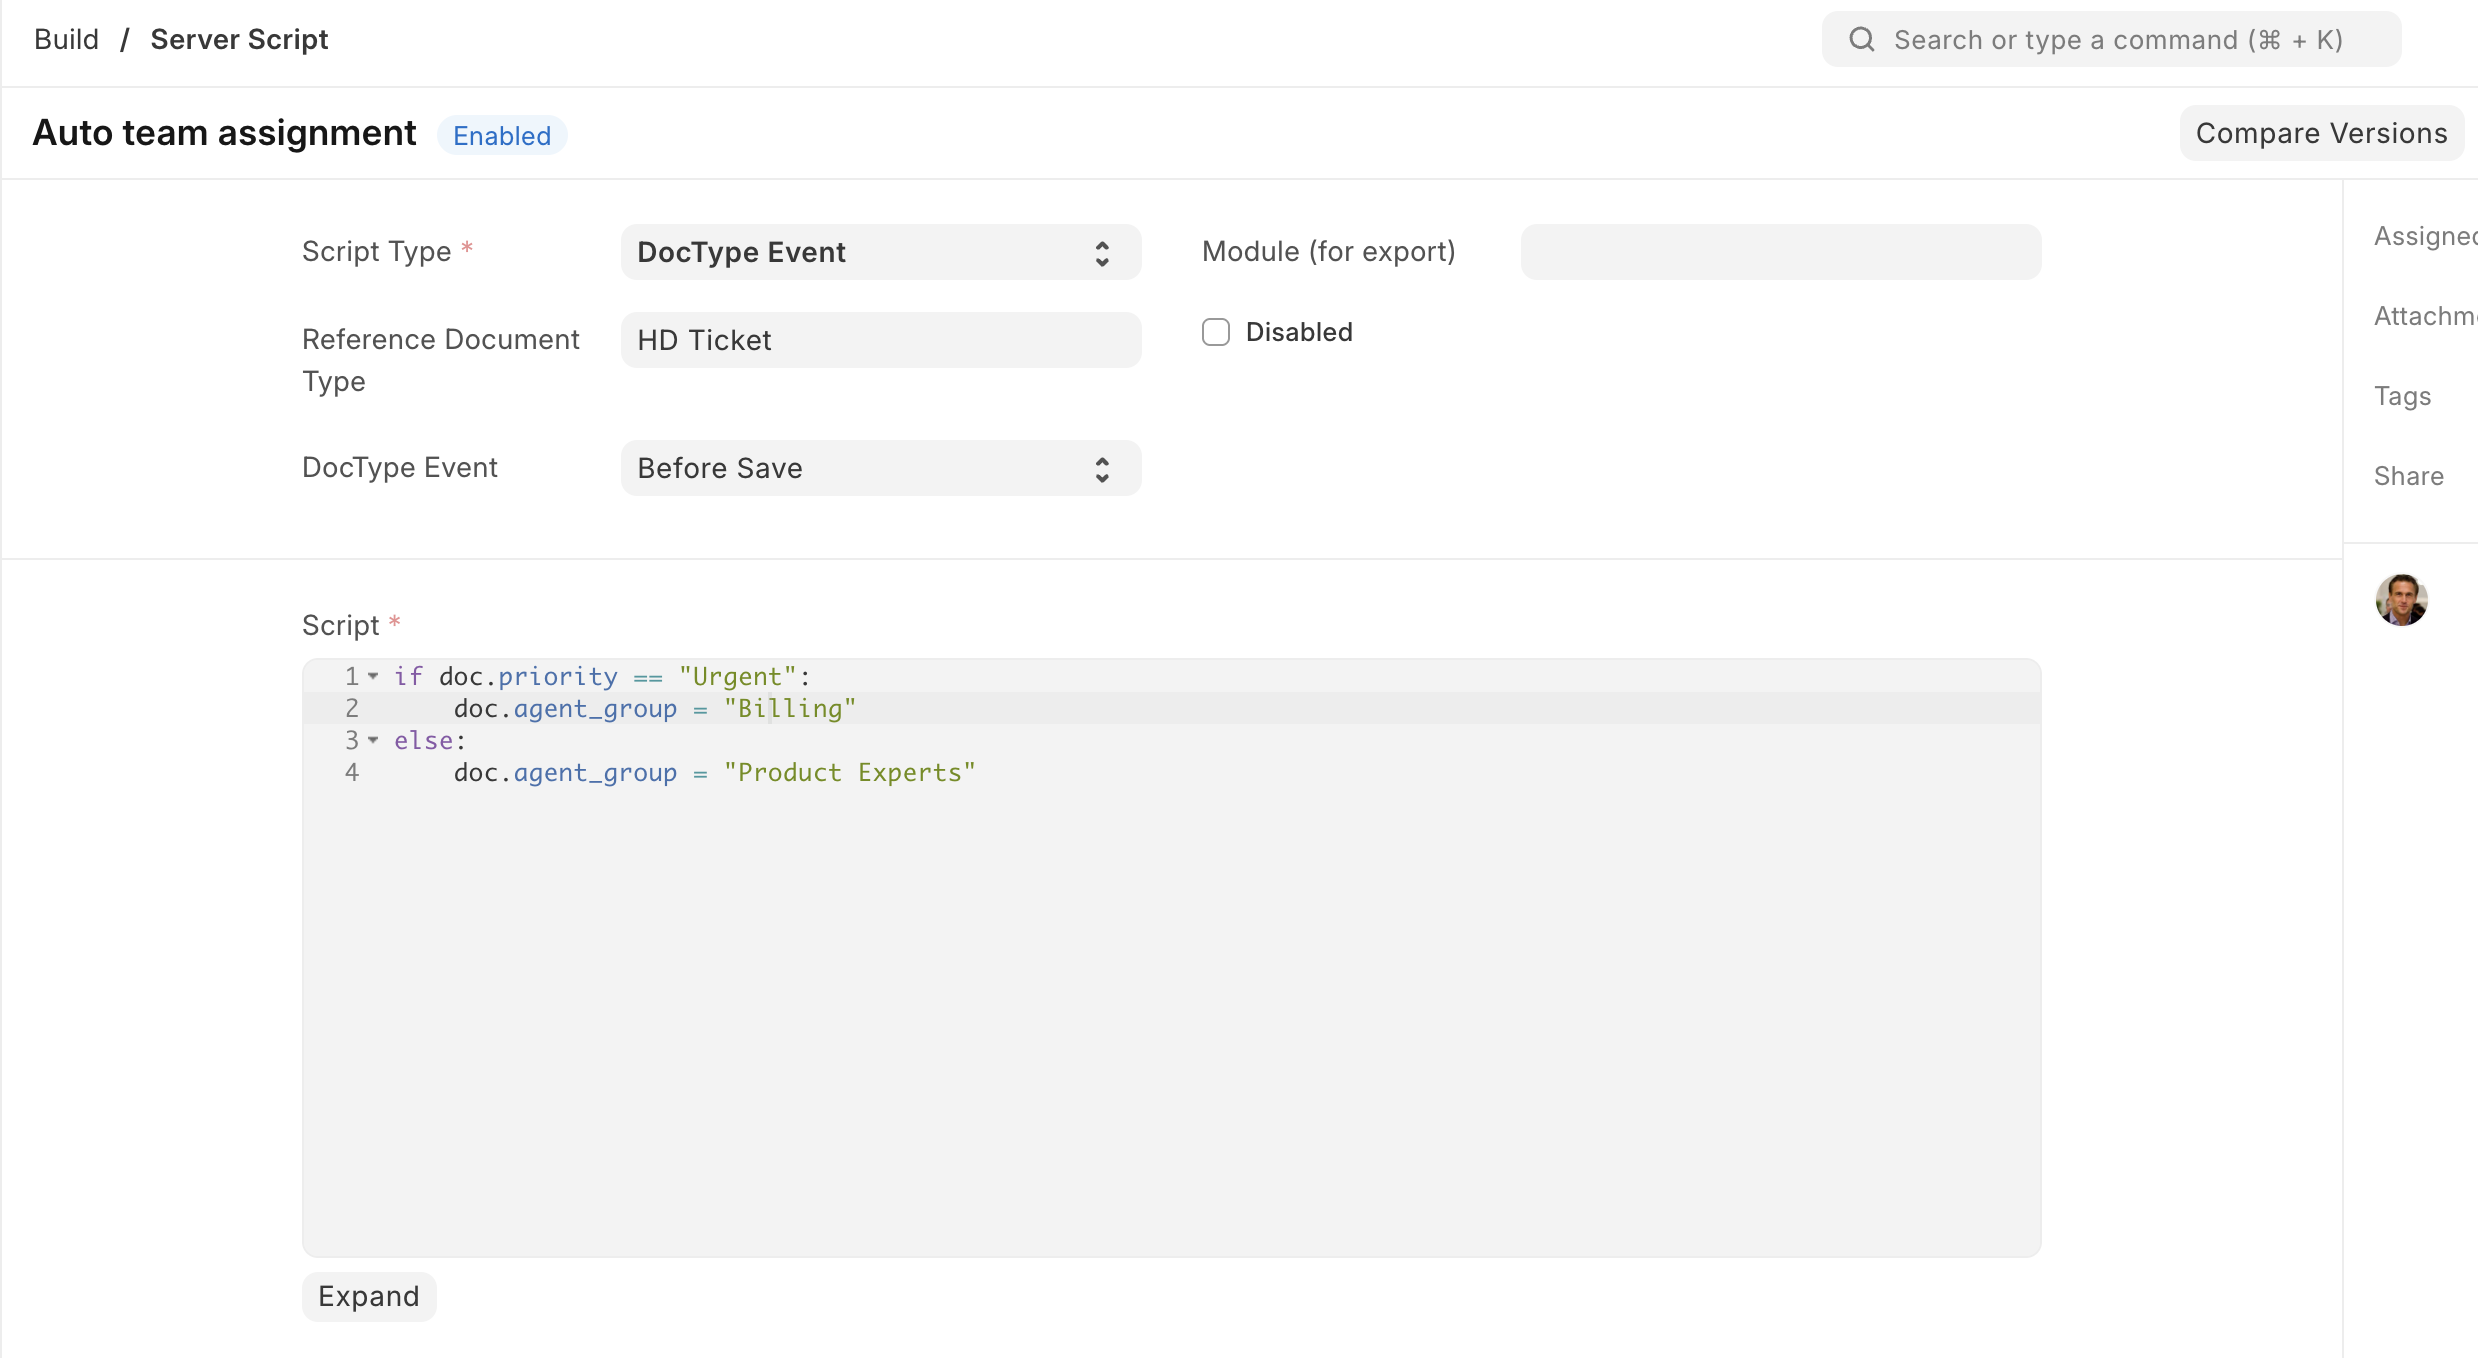 Build / Server Script
Search or type a command (⌘ + K)
Auto team assignment
Enabled
Compare Versions
Script Type *
DocType Event
Module (for export)
Reference Document
Type
HD Ticket
Disabled
DocType Event
Before Save
Assigned
Tags
Share
Script *
1 if doc.priority == "Urgent":
2     doc.agent_group = "Billing"
3 else:
4     doc.agent_group = "Product Experts"
Expand